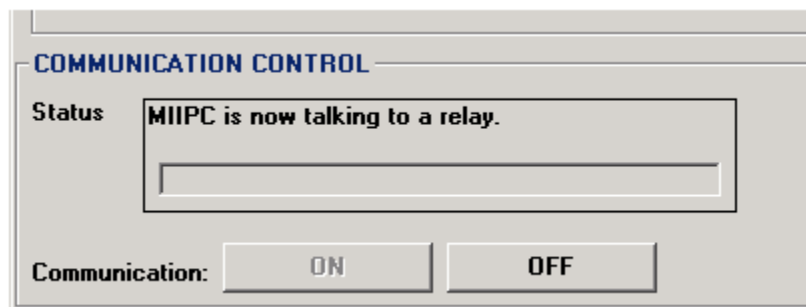 COMMUNICATION CONTROL
Status
MIIPC is now talking to a relay.
Communication:
ON
OFF